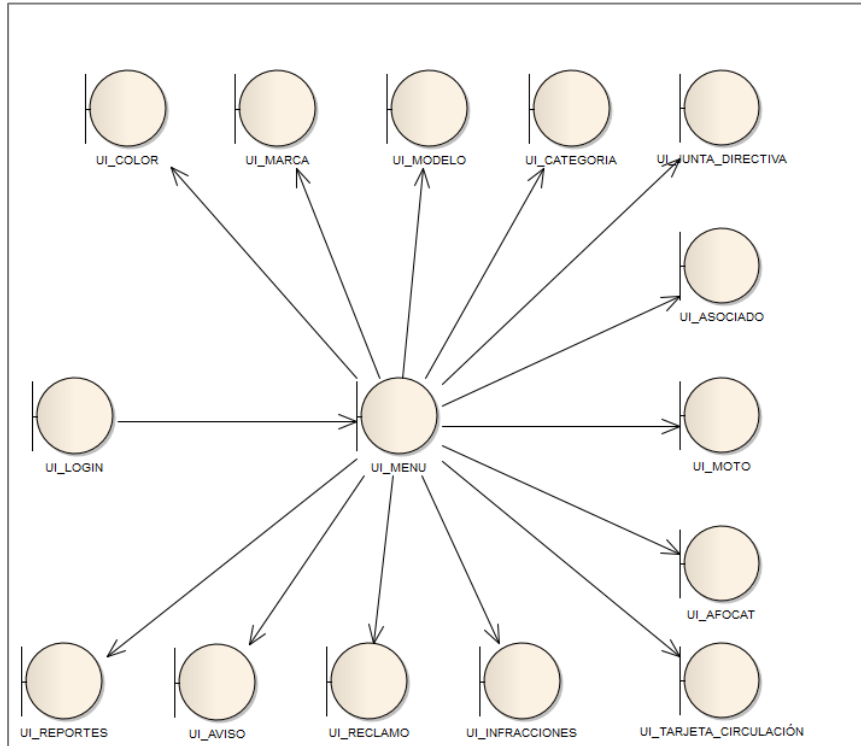 UI_COLOR
UI_MARCA
UI_MODELO
UI_CATEGORIA
UI_JUNTA_DIRECTIVA
UI_ASOCIADO
UI_LOGIN
UI_MENU
UI_MOTO
UI_AFOCAT
UI_REPORTES
UI_AVISO
UI_RECLAMO
UI_INFRACCIONES
UI_TARJETA_CIRCULACIÓN